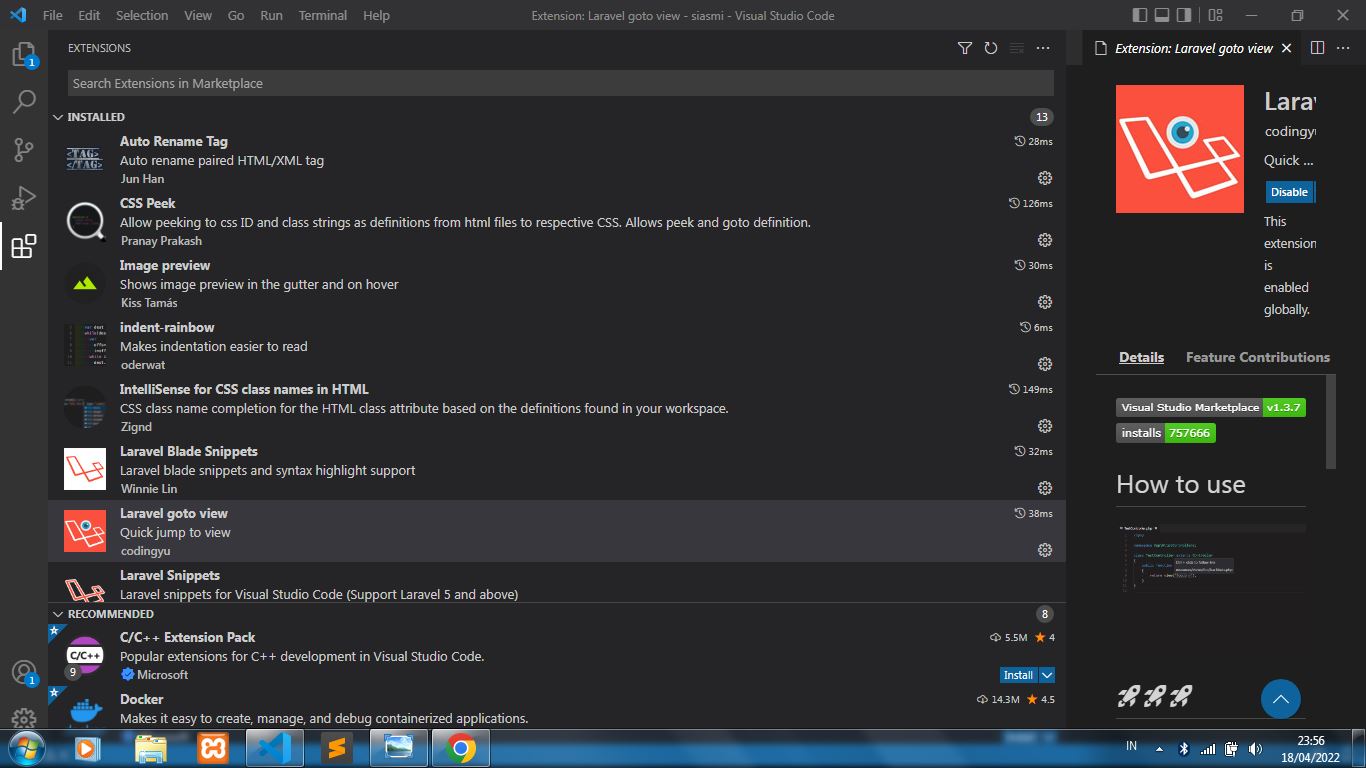 File Edit Selection View Go Run Terminal Help
Extension: Laravel goto view - siasmi - Visual Studio Code
EXTENSIONS
Search Extensions in Marketplace
INSTALLED 13
Auto Rename Tag 28ms
Auto rename paired HTML/XML tag
Jun Han
CSS Peek 126ms
Allow peeking to css ID and class strings as definitions from html files to respective CSS. Allows peek and goto definition.
Pranay Prakash
Image preview 30ms
Shows image preview in the gutter and on hover
Kiss Tamás
indent-rainbow 6ms
Makes indentation easier to read
oderwat
IntelliSense for CSS class names in HTML 149ms
CSS class name completion for the HTML class attribute based on the definitions found in your workspace.
Zignd
Laravel Blade Snippets 32ms
Laravel blade snippets and syntax highlight support
Winnie Lin
Laravel goto view 38ms
Quick jump to view
codingyu
Laravel Snippets
Laravel snippets for Visual Studio Code (Support Laravel 5 and above)
RECOMMENDED 8
C/C++ Extension Pack 5.5M 4
Popular extensions for C++ development in Visual Studio Code.
Microsoft Install
C/C++
9
Docker 14.3M 4.5
Makes it easy to create, manage, and debug containerized applications.
1
1
<TAG>
</TAG>
Extension: Laravel goto view
Lara
codingyu
Quick ...
Disable
This
extension
is
enabled
globally.
Details Feature Contributions
Visual Studio Marketplace v1.3.7
installs 757666
How to use
IN
23:56
18/04/2022